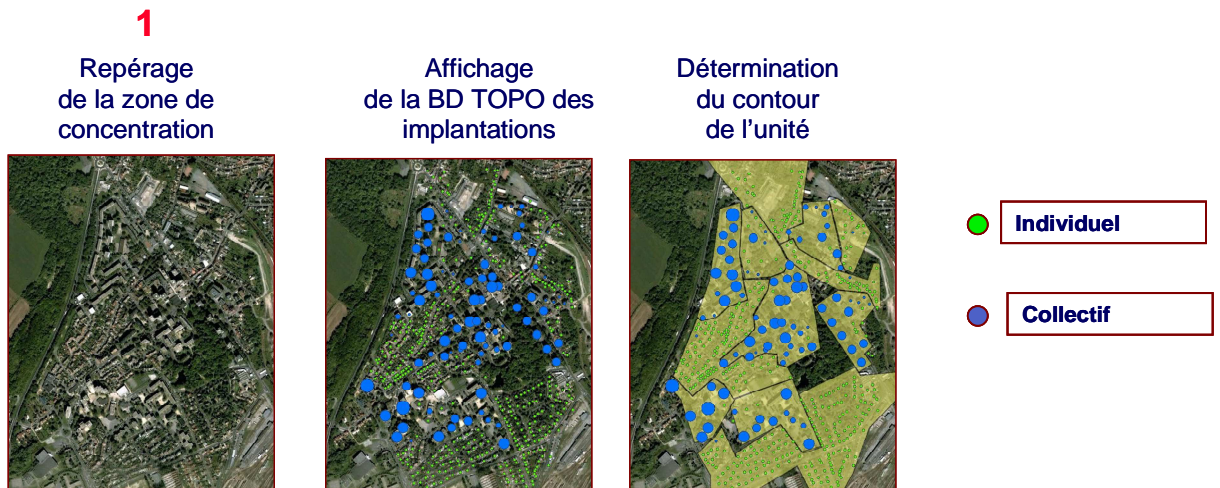 1
Repérage
de la zone de
concentration
Affichage
de la BD TOPO des
implantations
Détermination
du contour
de l’unité
Individuel
Collectif